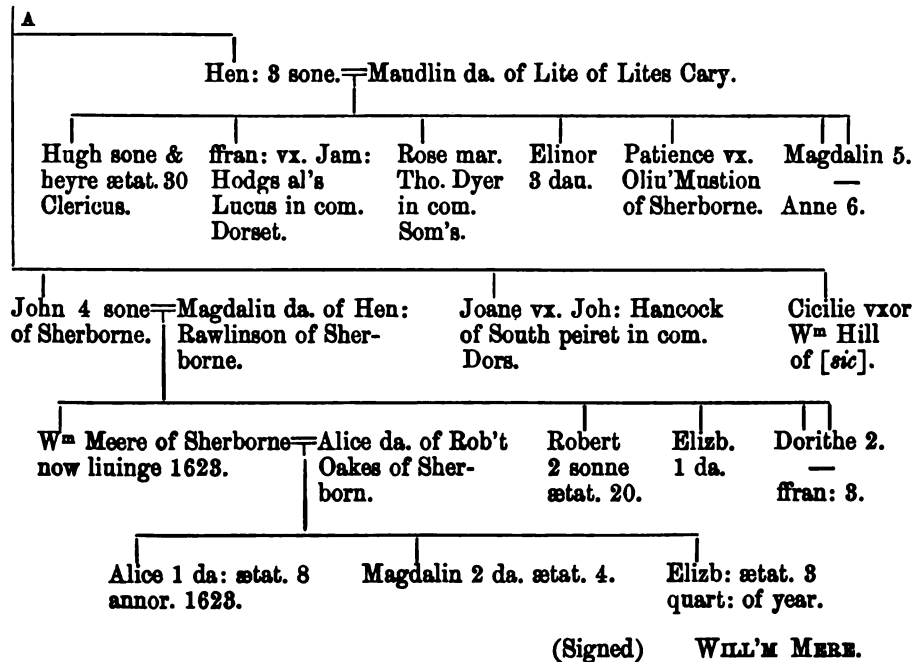 A
Hen: 3 sone.═Maudlin da. of Lite of Lites Cary.
Hugh sone &
heyre ætat. 30
Clericus.
ffran: vx. Jam:
Hodgs al's
Lucus in com.
Dorset.
Rose mar.
Tho. Dyer
in com.
Som's.
Elinor
3 dau.
Patience vx.
Oliu'Mustion
of Sherborne.
Magdalin 5.
—
Anne 6.
John 4 sone═Magdaliu da. of Hen:
of Sherborne. Rawlinson of Sher-
borne.
Joane vx. Joh: Hancock
of South peiret in com.
Dors.
Cicilie vxor
Wᵐ Hill
of [sic].
Wᵐ Meere of Sherborne═Alice da. of Rob't
now liuinge 1623. Oakes of Sher-
born.
Robert
2 sonne
ætat. 20.
Elizb.
1 da.
Dorithe 2.
—
ffran: 3.
Alice 1 da: ætat. 8
annor. 1623.
Magdalin 2 da. ætat. 4.
Elizb: ætat. 3
quart: of year.
(Signed) WILL'M MERE.